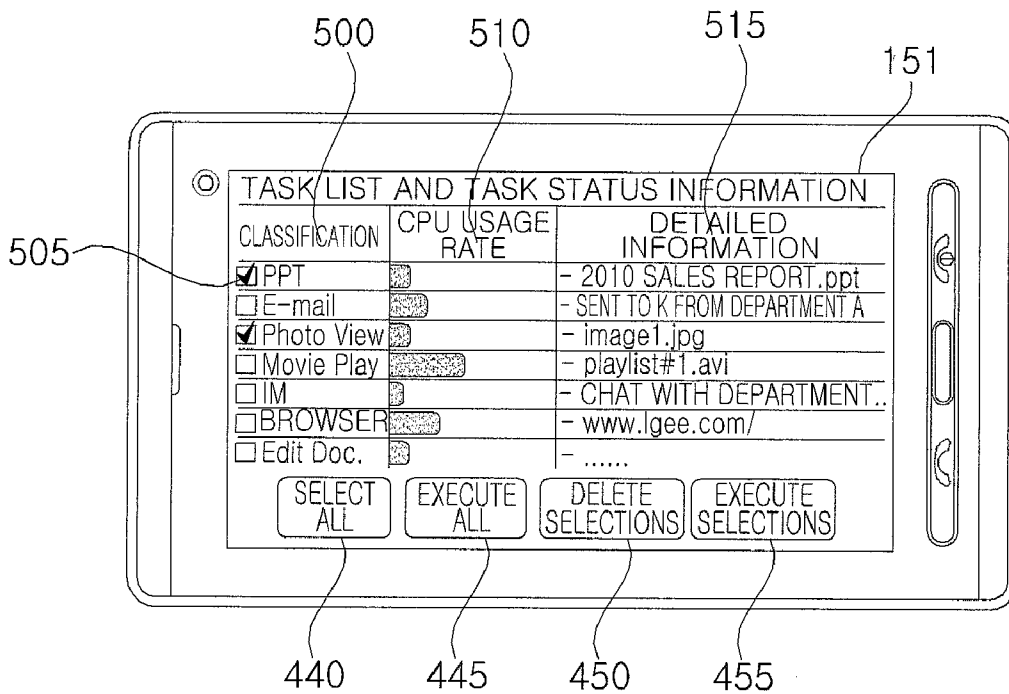 500
510
515
151
TASK LIST AND TASK STATUS INFORMATION
CLASSIFICATION
CPU USAGE
RATE
DETAILED
INFORMATION
505
PPT
- 2010 SALES REPORT.ppt
E-mail
- SENT TO K FROM DEPARTMENT A
Photo View
- image1.jpg
Movie Play
- playlist#1.avi
IM
- CHAT WITH DEPARTMENT..
BROWSER
- www.lgee.com/
Edit Doc.
- ......
SELECT
ALL
EXECUTE
ALL
DELETE
SELECTIONS
EXECUTE
SELECTIONS
440
445
450
455